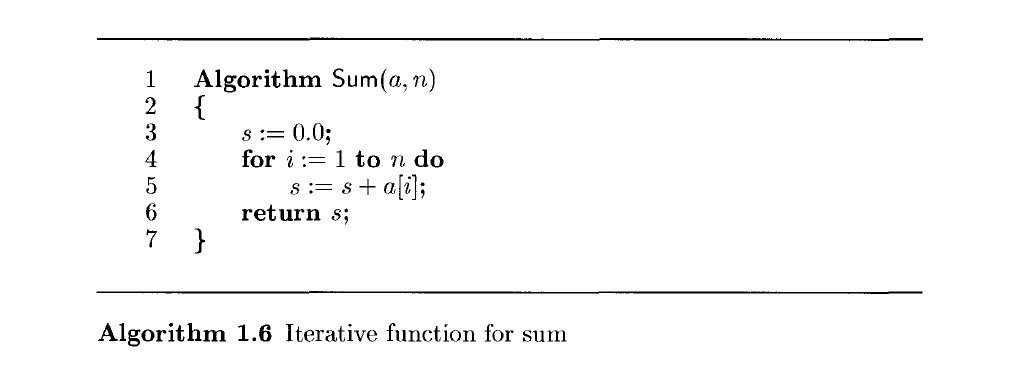 1 Algorithm Sum(a, n)
2 {
3 s := 0.0;
4 for i := 1 to n do
5 s := s + a[i];
6 return s;
7 }
Algorithm 1.6 Iterative function for sum